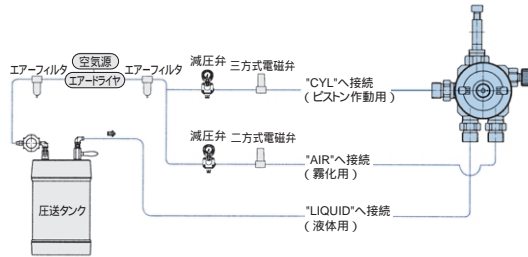 空気源
エアーフィルタ
エアードライヤ
エアーフィルタ
減圧弁
三方式電磁弁
"CYL"へ接続
(ピストン作動用)
減圧弁
二方式電磁弁
"AIR"へ接続
(霧化用)
圧送タンク
"LIQUID"へ接続
(液体用)